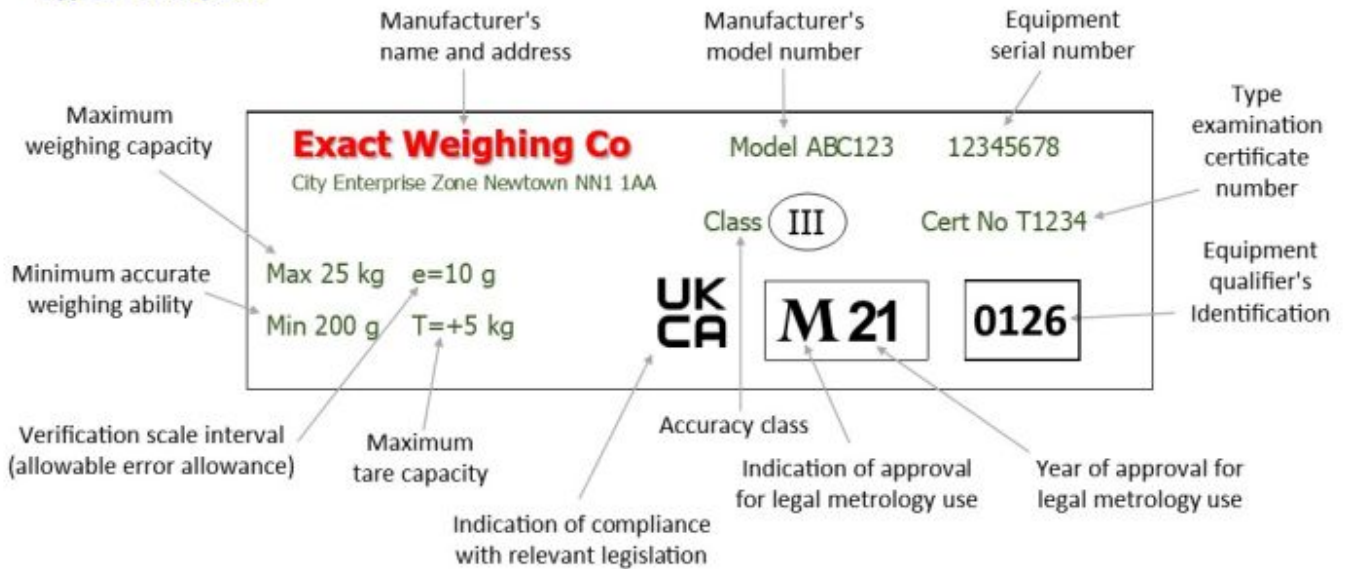 Manufacturer's
name and address
Manufacturer's
model number
Equipment
serial number
Maximum
weighing capacity
Type
examination
certificate
number
Exact Weighing Co
City Enterprise Zone Newtown NN1 1AA
Model ABC123
12345678
Class III
Cert No T1234
Minimum accurate
weighing ability
Max 25 kg e=10 g
Min 200 g T=+5 kg
UK
CA
M 21
0126
Equipment
qualifier's
Identification
Verification scale interval
(allowable error allowance)
Maximum
tare capacity
Accuracy class
Indication of compliance
with relevant legislation
Indication of approval
for legal metrology use
Year of approval for
legal metrology use